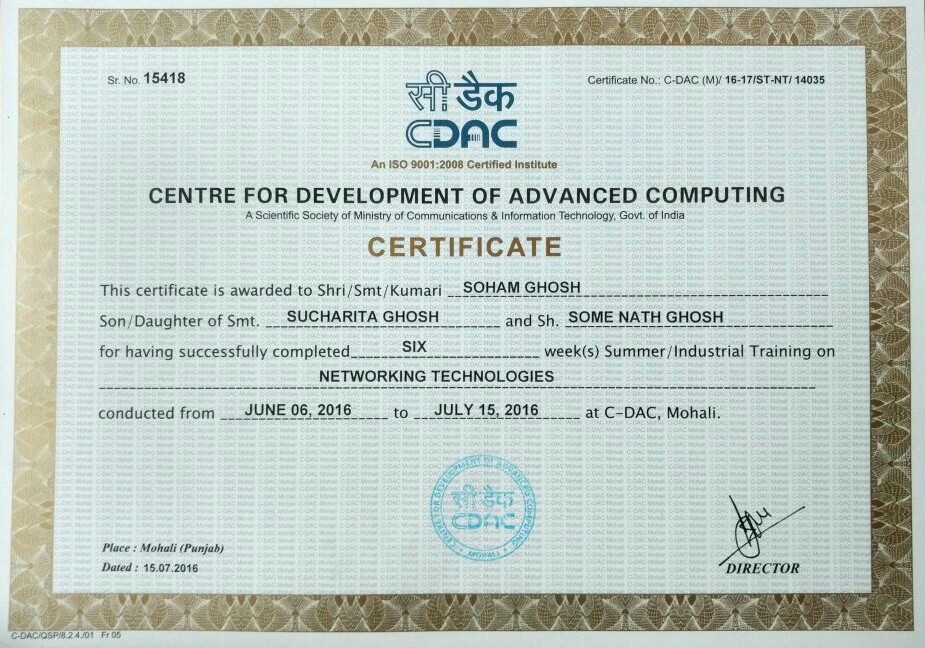 Sr. No. 15418
Certificate No.: C-DAC (M)/ 16-17/ST-NT/ 14035
सी डैक
CDAC
An ISO 9001:2008 Certified Institute
CENTRE FOR DEVELOPMENT OF ADVANCED COMPUTING
A Scientific Society of Ministry of Communications & Information Technology, Govt. of India
CERTIFICATE
This certificate is awarded to Shri/Smt/Kumari SOHAM GHOSH
Son/Daughter of Smt. SUCHARITA GHOSH and Sh. SOME NATH GHOSH
for having successfully completed SIX week(s) Summer/Industrial Training on
NETWORKING TECHNOLOGIES
conducted from JUNE 06, 2016 to JULY 15, 2016 at C-DAC, Mohali.
CENTRE FOR DEVELOPMENT OF ADVANCED COMPUTING
सी डैक
CDAC
MOHALI
Place : Mohali (Punjab)
Dated : 15.07.2016
DIRECTOR
C-DAC/QSP/8.2.4./01 Fr 05